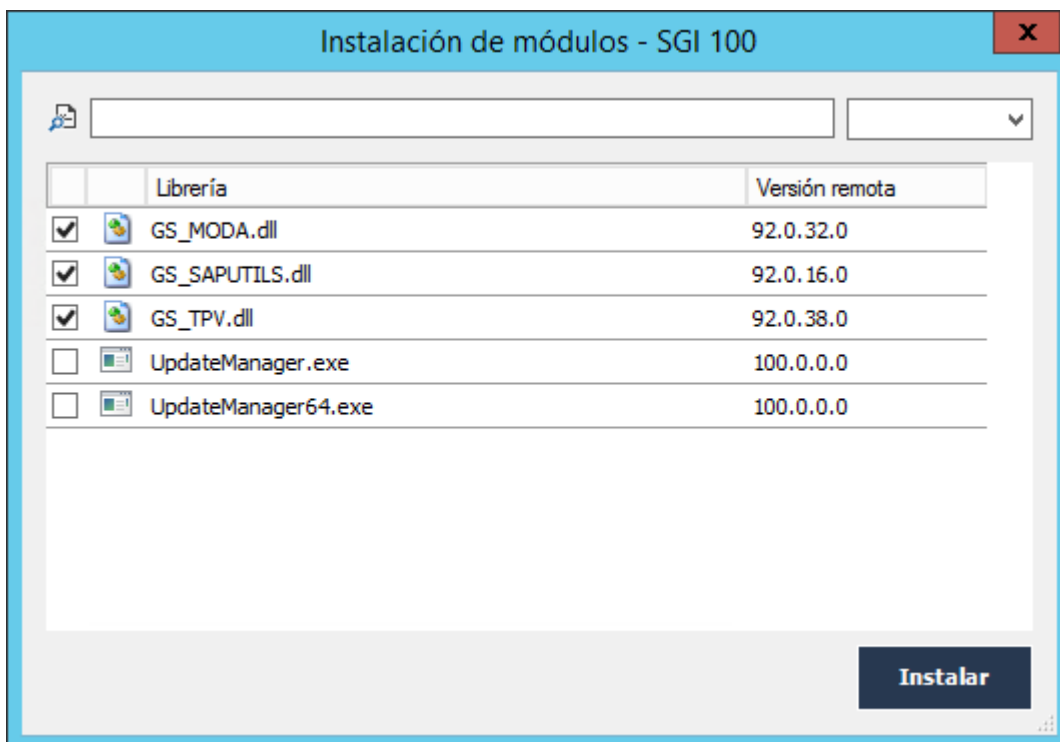 Instalación de módulos - SGI 100
x
Librería Versión remota
GS_MODA.dll 92.0.32.0
GS_SAPUTILS.dll 92.0.16.0
GS_TPV.dll 92.0.38.0
UpdateManager.exe 100.0.0.0
UpdateManager64.exe 100.0.0.0
Instalar